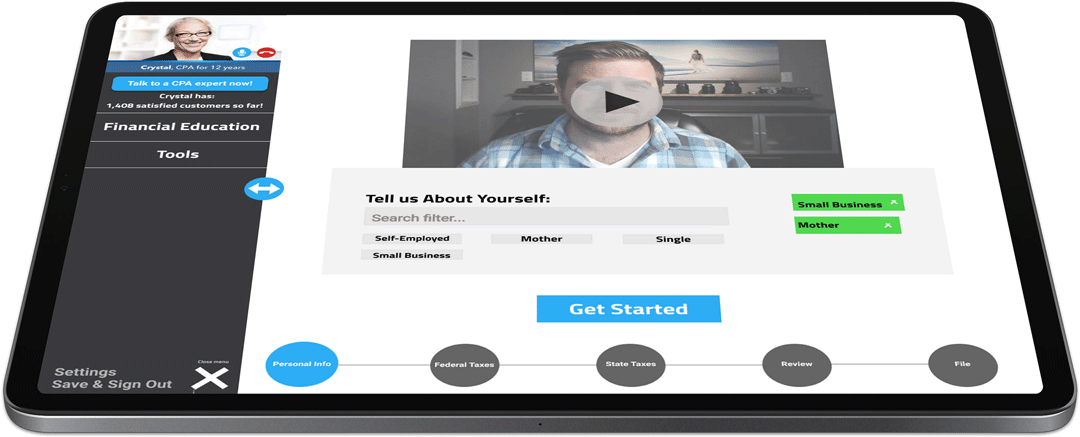 Crystal, CPA for 12 years
Talk to a CPA expert now!
Crystal has:
1,408 satisfied customers so far!
Financial Education
Tools
Tell us About Yourself:
Search filter...
Self-Employed
Mother
Single
Small Business
Small Business ×
Mother ×
Get Started
Close menu
Settings
Save & Sign Out
Personal Info
Federal Taxes
State Taxes
Review
File